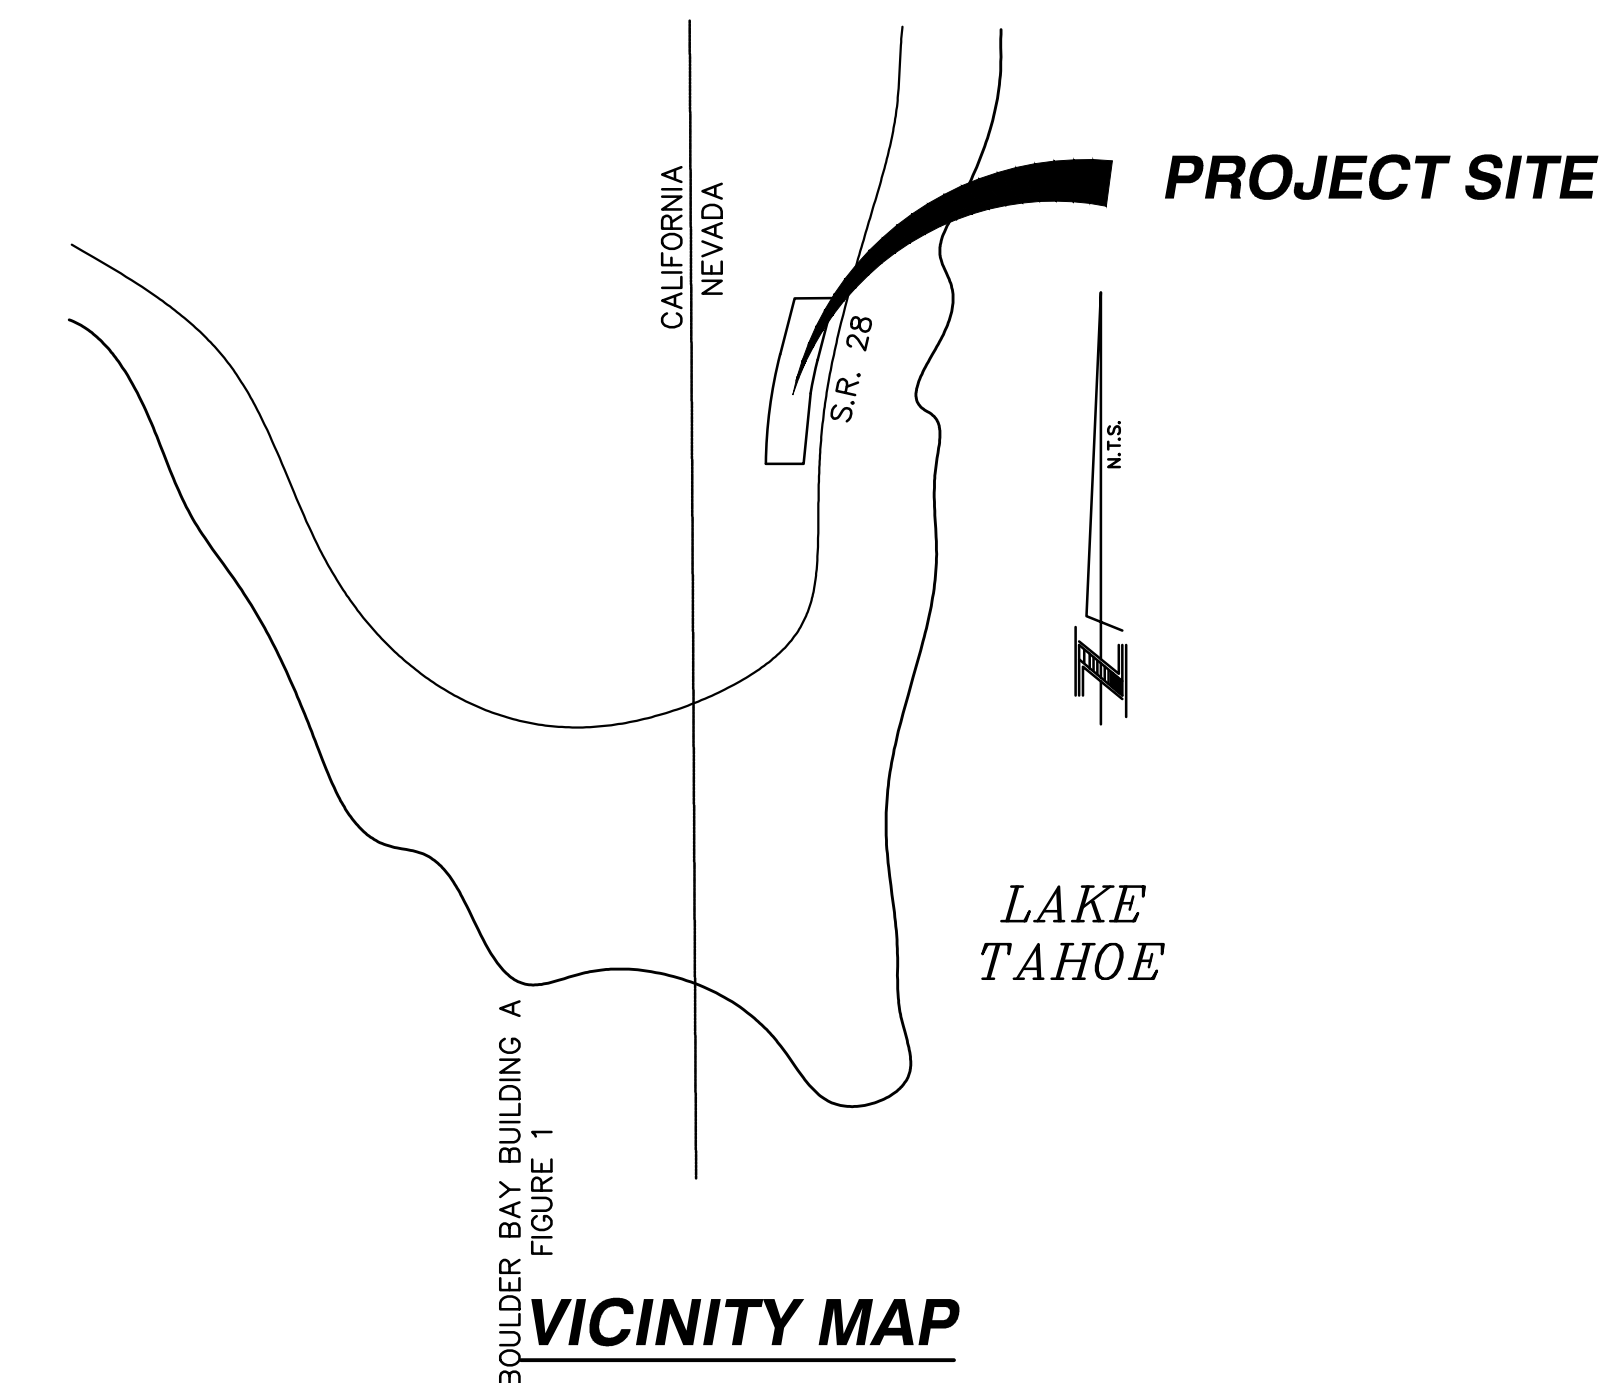 PROJECT SITE
CALIFORNIA
NEVADA
S.R. 28
N.T.S.
N
LAKE
TAHOE
BOULDER BAY BUILDING A
FIGURE 1
VICINITY MAP